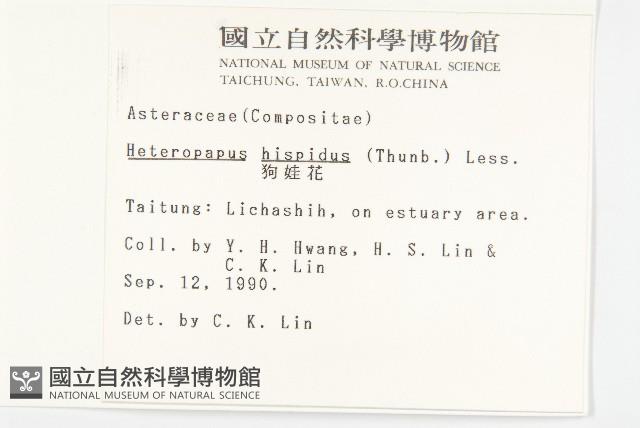 國立自然科學博物館
NATIONAL MUSEUM OF NATURAL SCIENCE
TAICHUNG, TAIWAN, R.O.CHINA
Asteraceae(Compositae)
Heteropapus hispidus (Thunb.) Less.
狗娃花
Taitung: Lichashih, on estuary area.
Coll. by Y. H. Hwang, H. S. Lin &
C. K. Lin
Sep. 12, 1990.
Det. by C. K. Lin
國立自然科學博物館
NATIONAL MUSEUM OF NATURAL SCIENCE